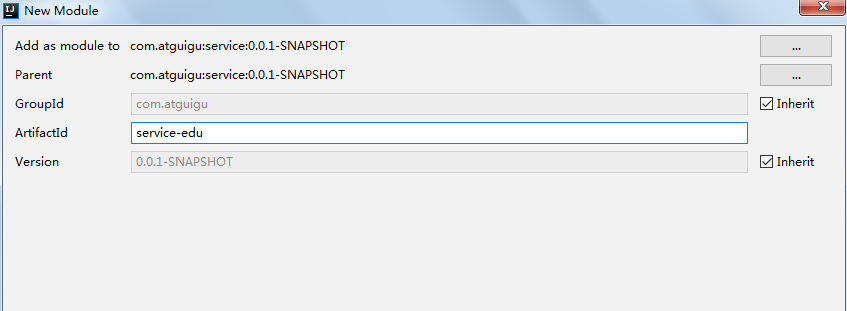 IJ New Module
Add as module to com.atguigu:service:0.0.1-SNAPSHOT ...
Parent com.atguigu:service:0.0.1-SNAPSHOT ...
GroupId com.atguigu Inherit
ArtifactId service-edu
Version 0.0.1-SNAPSHOT Inherit